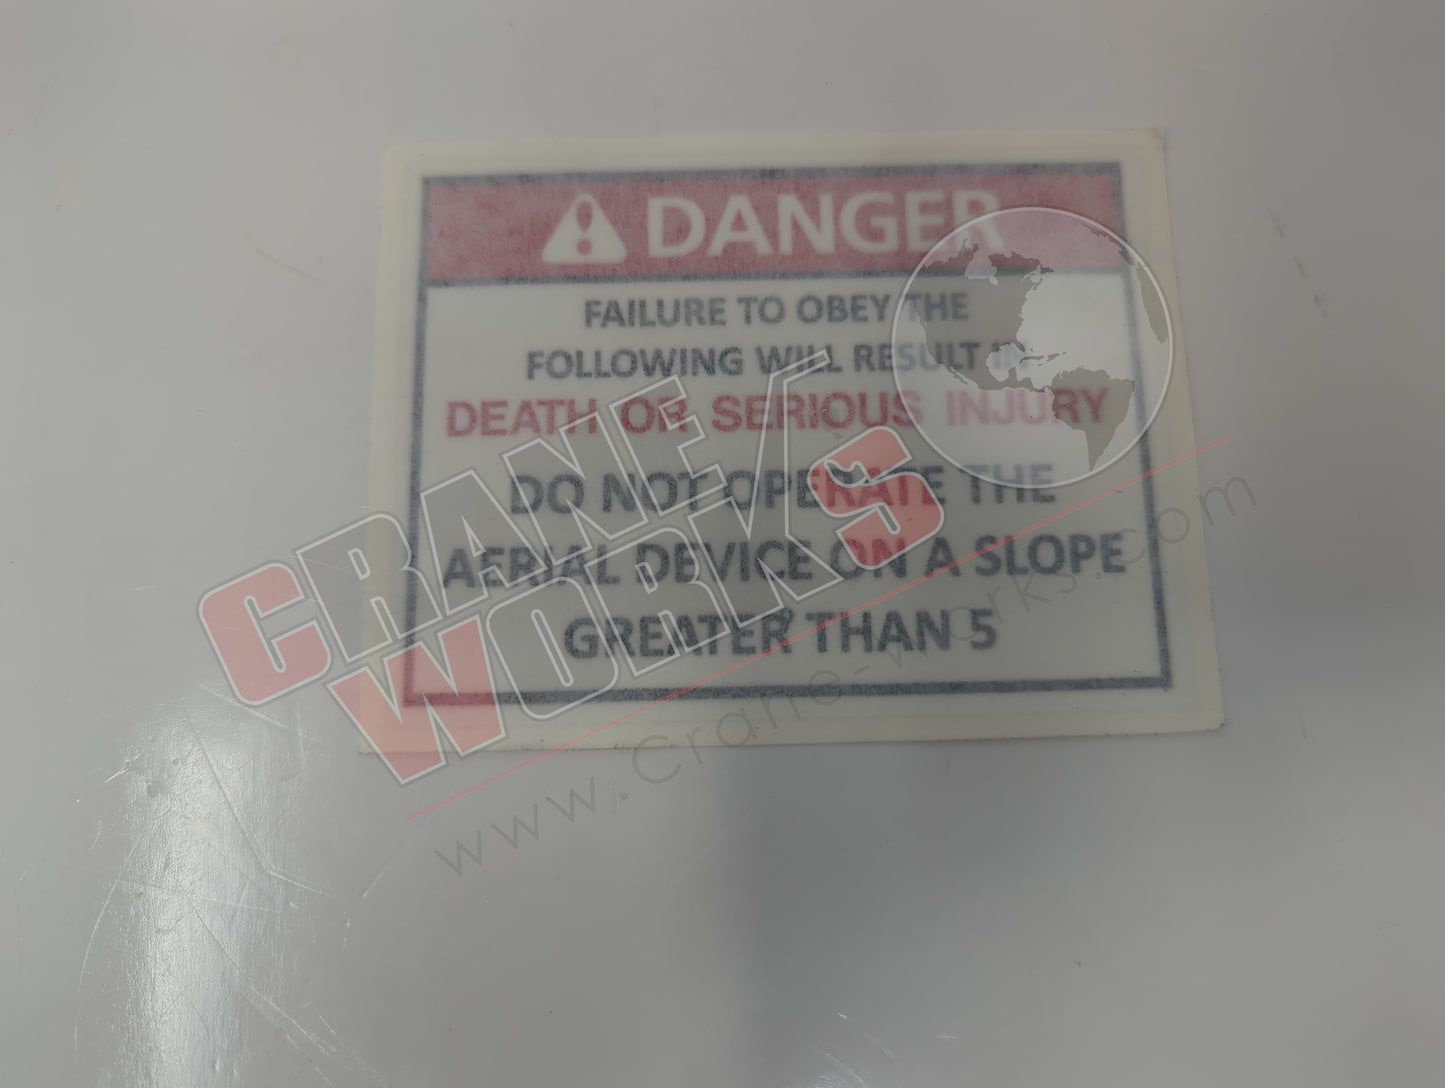 DANGER
FAILURE TO OBEY THE
FOLLOWING WILL RESULT IN
DEATH OR SERIOUS INJURY
DO NOT OPERATE THE
AERIAL DEVICE ON A SLOPE
GREATER THAN 5
CRANE
WORKS
www.Crane-works.com